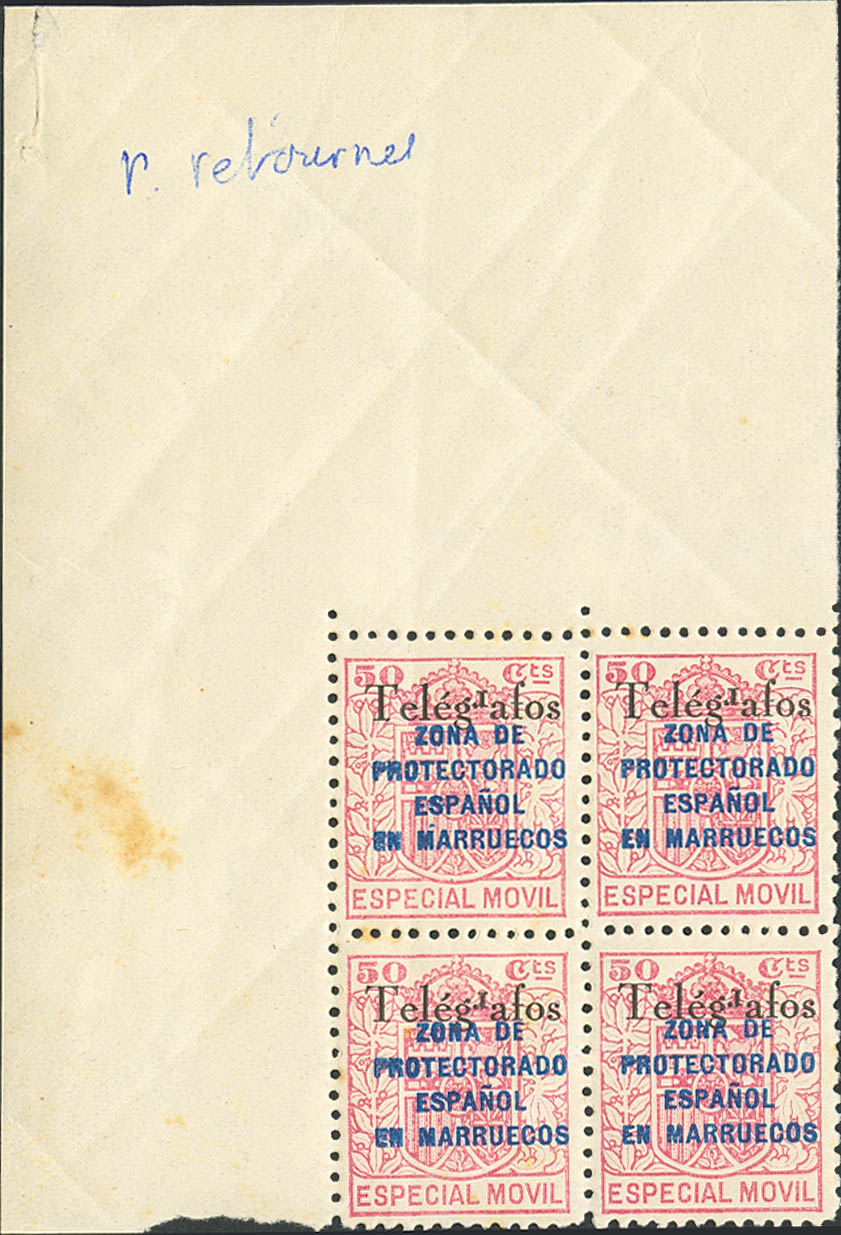 r. retourner
50 Cts
Telégrafos
ZONA DE
PROTECTORADO
ESPAÑOL
EN MARRUECOS
ESPECIAL MOVIL
50 Cts
Telégrafos
ZONA DE
PROTECTORADO
ESPAÑOL
EN MARRUECOS
ESPECIAL MOVIL
50 Cts
Telégrafos
ZONA DE
PROTECTORADO
ESPAÑOL
EN MARRUECOS
ESPECIAL MOVIL
50 Cts
Telégrafos
ZONA DE
PROTECTORADO
ESPAÑOL
EN MARRUECOS
ESPECIAL MOVIL